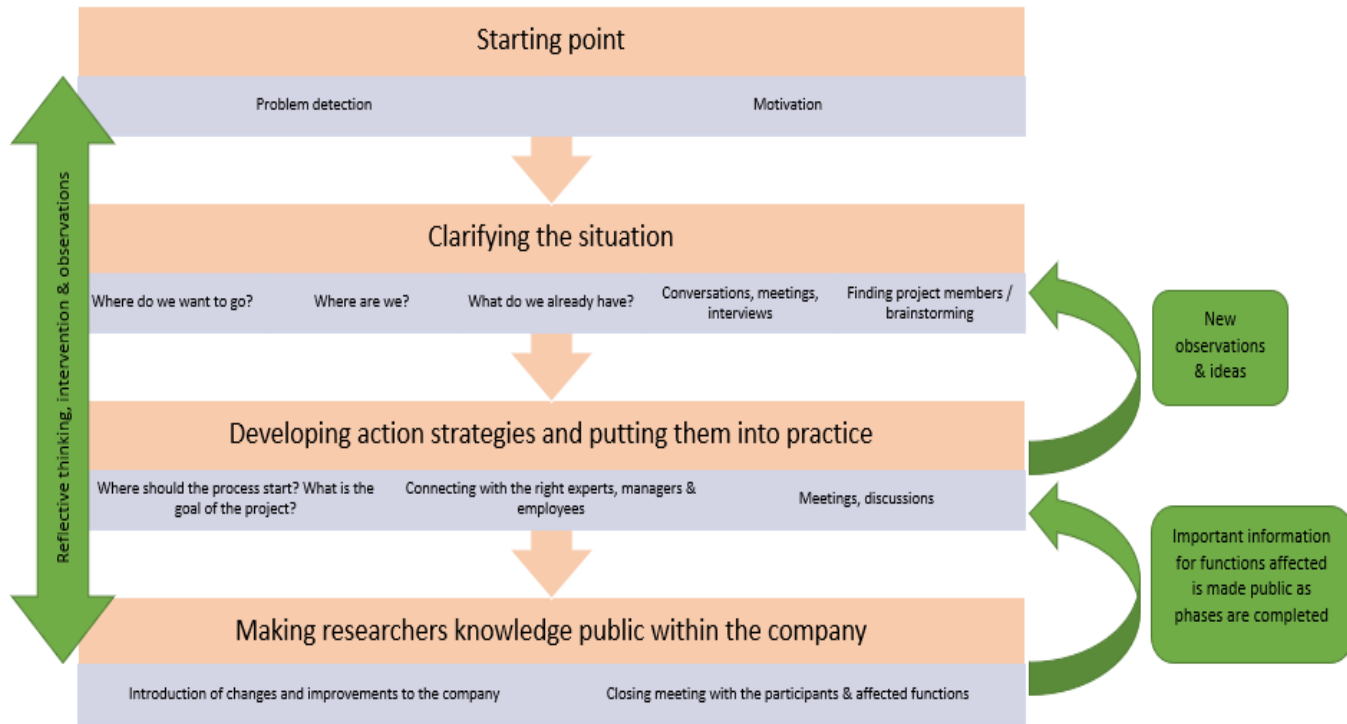 Starting point
Problem detection
Motivation
Reflective thinking, intervention & observations
Clarifying the situation
Where do we want to go?
Where are we?
What do we already have?
Conversations, meetings,
interviews
Finding project members /
brainstorming
New
observations
& ideas
Developing action strategies and putting them into practice
Where should the process start? What is the
goal of the project?
Connecting with the right experts, managers &
employees
Meetings, discussions
Important information
for functions affected
is made public as
phases are completed
Making researchers knowledge public within the company
Introduction of changes and improvements to the company
Closing meeting with the participants & affected functions